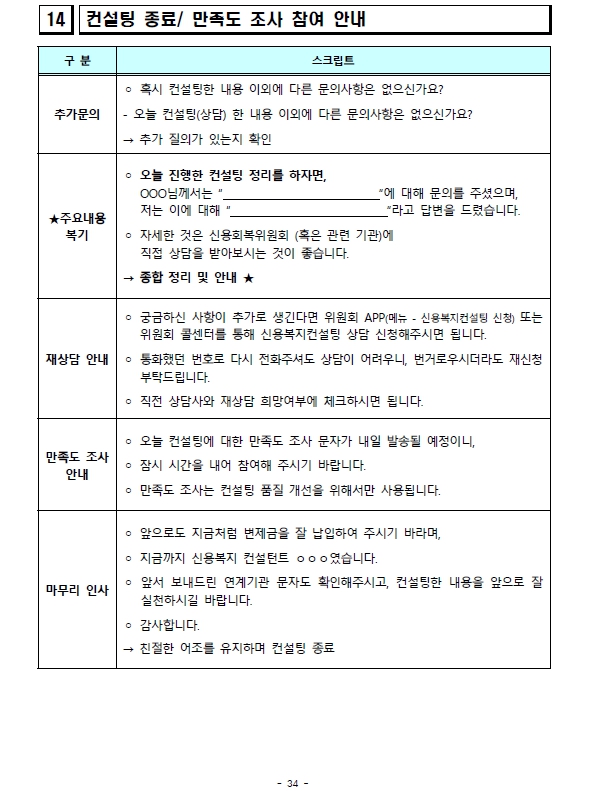 14 컨설팅 종료/ 만족도 조사 참여 안내
구 분
스크립트
추가문의
○ 혹시 컨설팅한 내용 이외에 다른 문의사항은 없으신가요?
- 오늘 컨설팅(상담) 한 내용 이외에 다른 문의사항은 없으신가요?
→ 추가 질의가 있는지 확인
★주요내용
복기
○ 오늘 진행한 컨설팅 정리를 하자면,
OOO님께서는 "____________________"에 대해 문의를 주셨으며,
저는 이에 대해 "____________________"라고 답변을 드렸습니다.
○ 자세한 것은 신용회복위원회 (혹은 관련 기관)에
직접 상담을 받아보시는 것이 좋습니다.
→ 종합 정리 및 안내 ★
재상담 안내
○ 궁금하신 사항이 추가로 생긴다면 위원회 APP(메뉴 - 신용복지컨설팅 신청) 또는
위원회 콜센터를 통해 신용복지컨설팅 상담 신청해주시면 됩니다.
○ 통화했던 번호로 다시 전화주셔도 상담이 어려우니, 번거로우시더라도 재신청
부탁드립니다.
○ 직전 상담사와 재상담 희망여부에 체크하시면 됩니다.
만족도 조사
안내
○ 오늘 컨설팅에 대한 만족도 조사 문자가 내일 발송될 예정이니,
○ 잠시 시간을 내어 참여해 주시기 바랍니다.
○ 만족도 조사는 컨설팅 품질 개선을 위해서만 사용됩니다.
마무리 인사
○ 앞으로도 지금처럼 변제금을 잘 납입하여 주시기 바라며,
○ 지금까지 신용복지 컨설턴트 ㅇㅇㅇ였습니다.
○ 앞서 보내드린 연계기관 문자도 확인해주시고, 컨설팅한 내용을 앞으로 잘
실천하시길 바랍니다.
○ 감사합니다.
→ 친절한 어조를 유지하며 컨설팅 종료
- 34 -